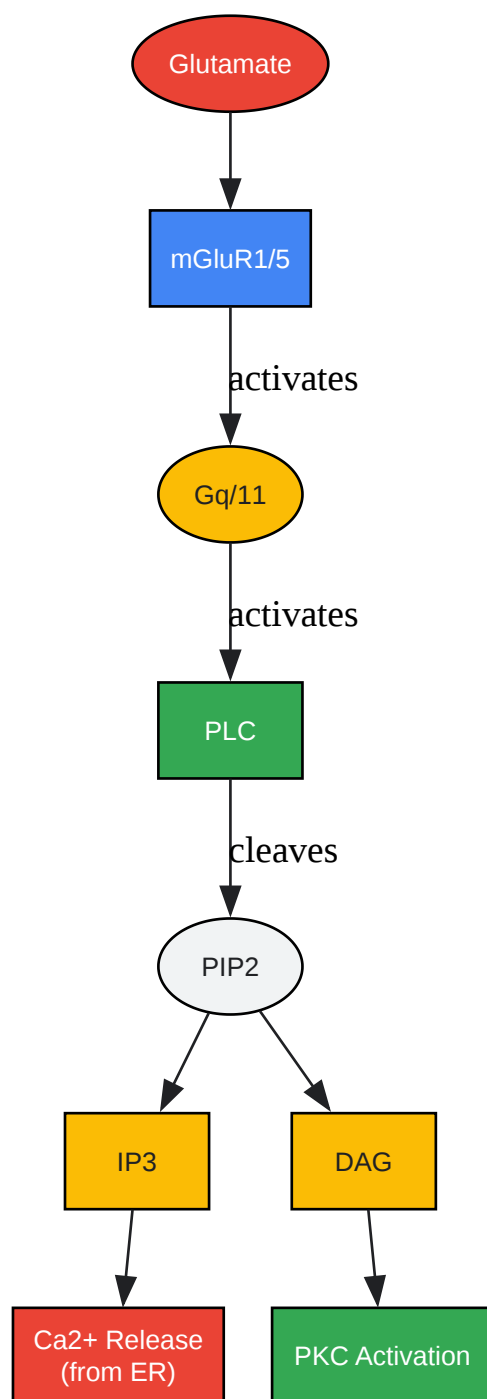 Glutamate
mGluR1/5
activates
Gq/11
activates
PLC
cleaves
PIP2
IP3
DAG
Ca2+ Release
(from ER)
PKC Activation